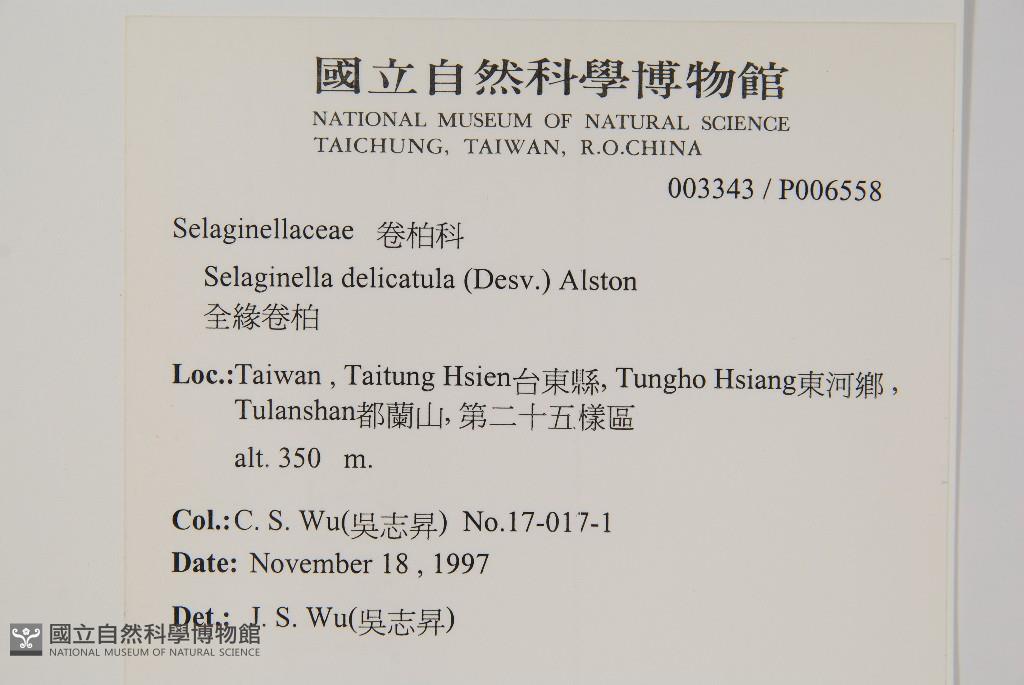 國立自然科學博物館
NATIONAL MUSEUM OF NATURAL SCIENCE
TAICHUNG, TAIWAN, R.O.CHINA
003343 / P006558
Selaginellaceae 卷柏科
Selaginella delicatula (Desv.) Alston
全緣卷柏
Loc.:Taiwan , Taitung Hsien台東縣, Tungho Hsiang東河鄉 ,
Tulanshan都蘭山, 第二十五樣區
alt. 350 m.
Col.:C. S. Wu(吳志昇) No.17-017-1
Date: November 18 , 1997
Det.: J. S. Wu(吳志昇)
國立自然科學博物館
NATIONAL MUSEUM OF NATURAL SCIENCE